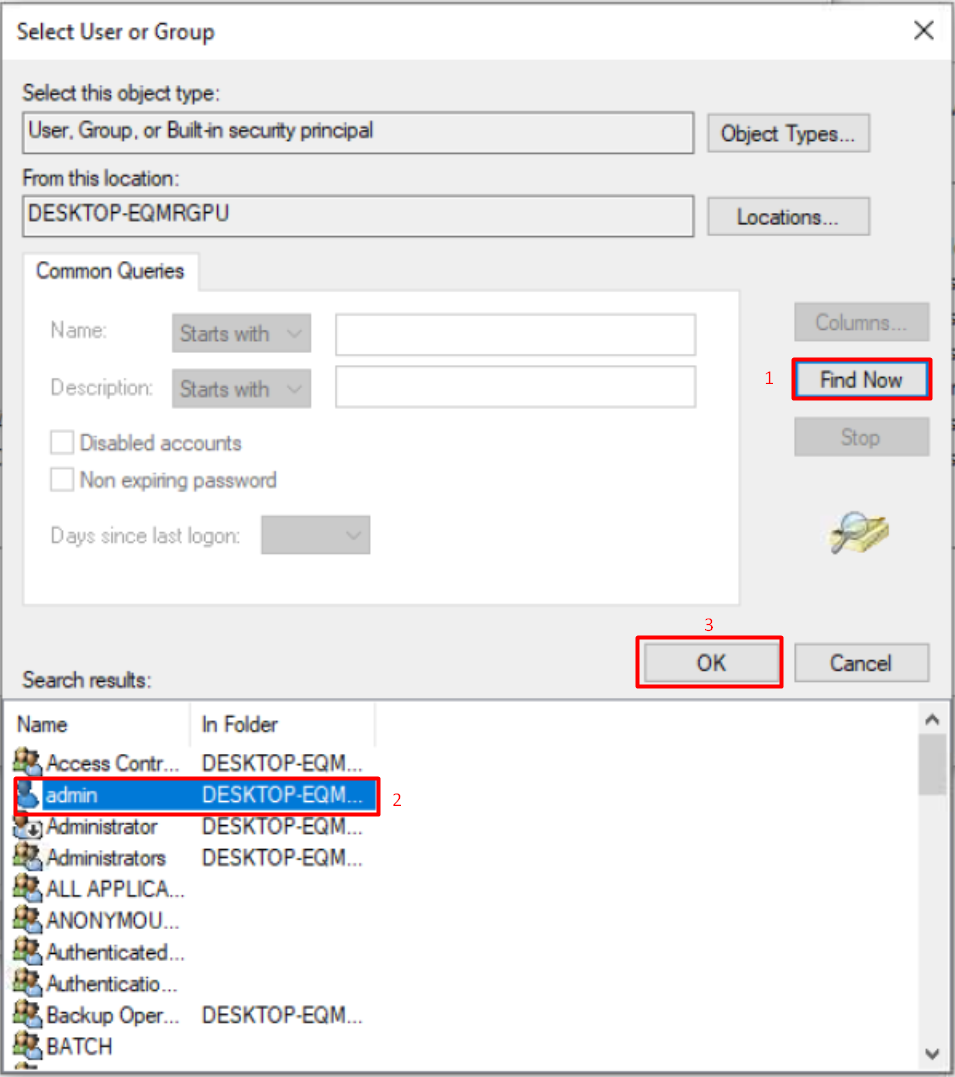 Select User or Group
Select this object type:
User, Group, or Built-in security principal
Object Types...
From this location:
DESKTOP-EQMRGPU
Locations...
Common Queries
Name:
Starts with
Columns...
1
Find Now
Description:
Starts with
Stop
Disabled accounts
Non expiring password
Days since last logon:
3
OK
Cancel
Search results:
Name In Folder
Access Contr... DESKTOP-EQM...
admin DESKTOP-EQM... 2
Administrator DESKTOP-EQM...
Administrators DESKTOP-EQM...
ALL APPLICA...
ANONYMOU...
Authenticated...
Authenticatio...
Backup Oper... DESKTOP-EQM...
BATCH